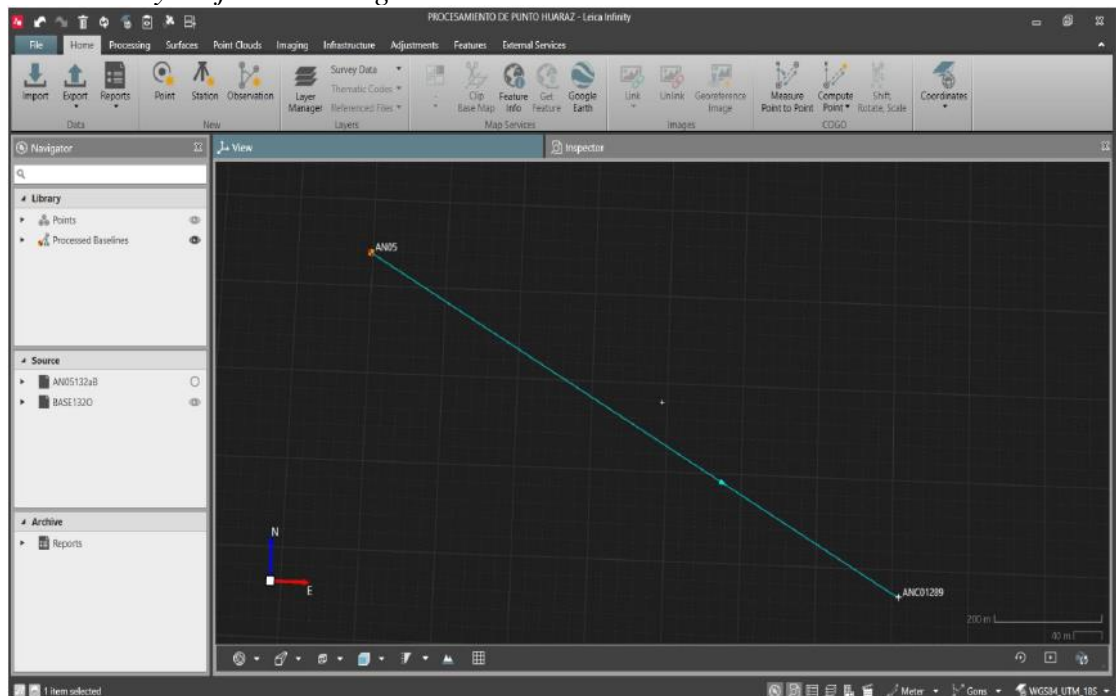 PROCESAMIENTO DE PUNTO HUARAZ - Leica Infinity
File Home Processing Surfaces Point Clouds Imaging Infrastructure Adjustments Features External Services
Import Export Reports
Data
Point Station Observation
New
Layer Manager
Survey Data
Thematic Codes
Referenced Files
Layers
Clip Base Map
Feature Info
Get Feature
Google Earth
Map Services
Link Unlink Georeference Image
Images
Measure Point to Point
Compute Point
Shift, Rotate, Scale
COGO
Coordinates
Navigator
View
Inspector
Library
Points
Processed Baselines
Source
AN05132aB
BASE132O
Archive
Reports
AN05
ANC01289
N
E
200 m
40 m
1 item selected
Meter
Gons
WGS84_UTM_18S